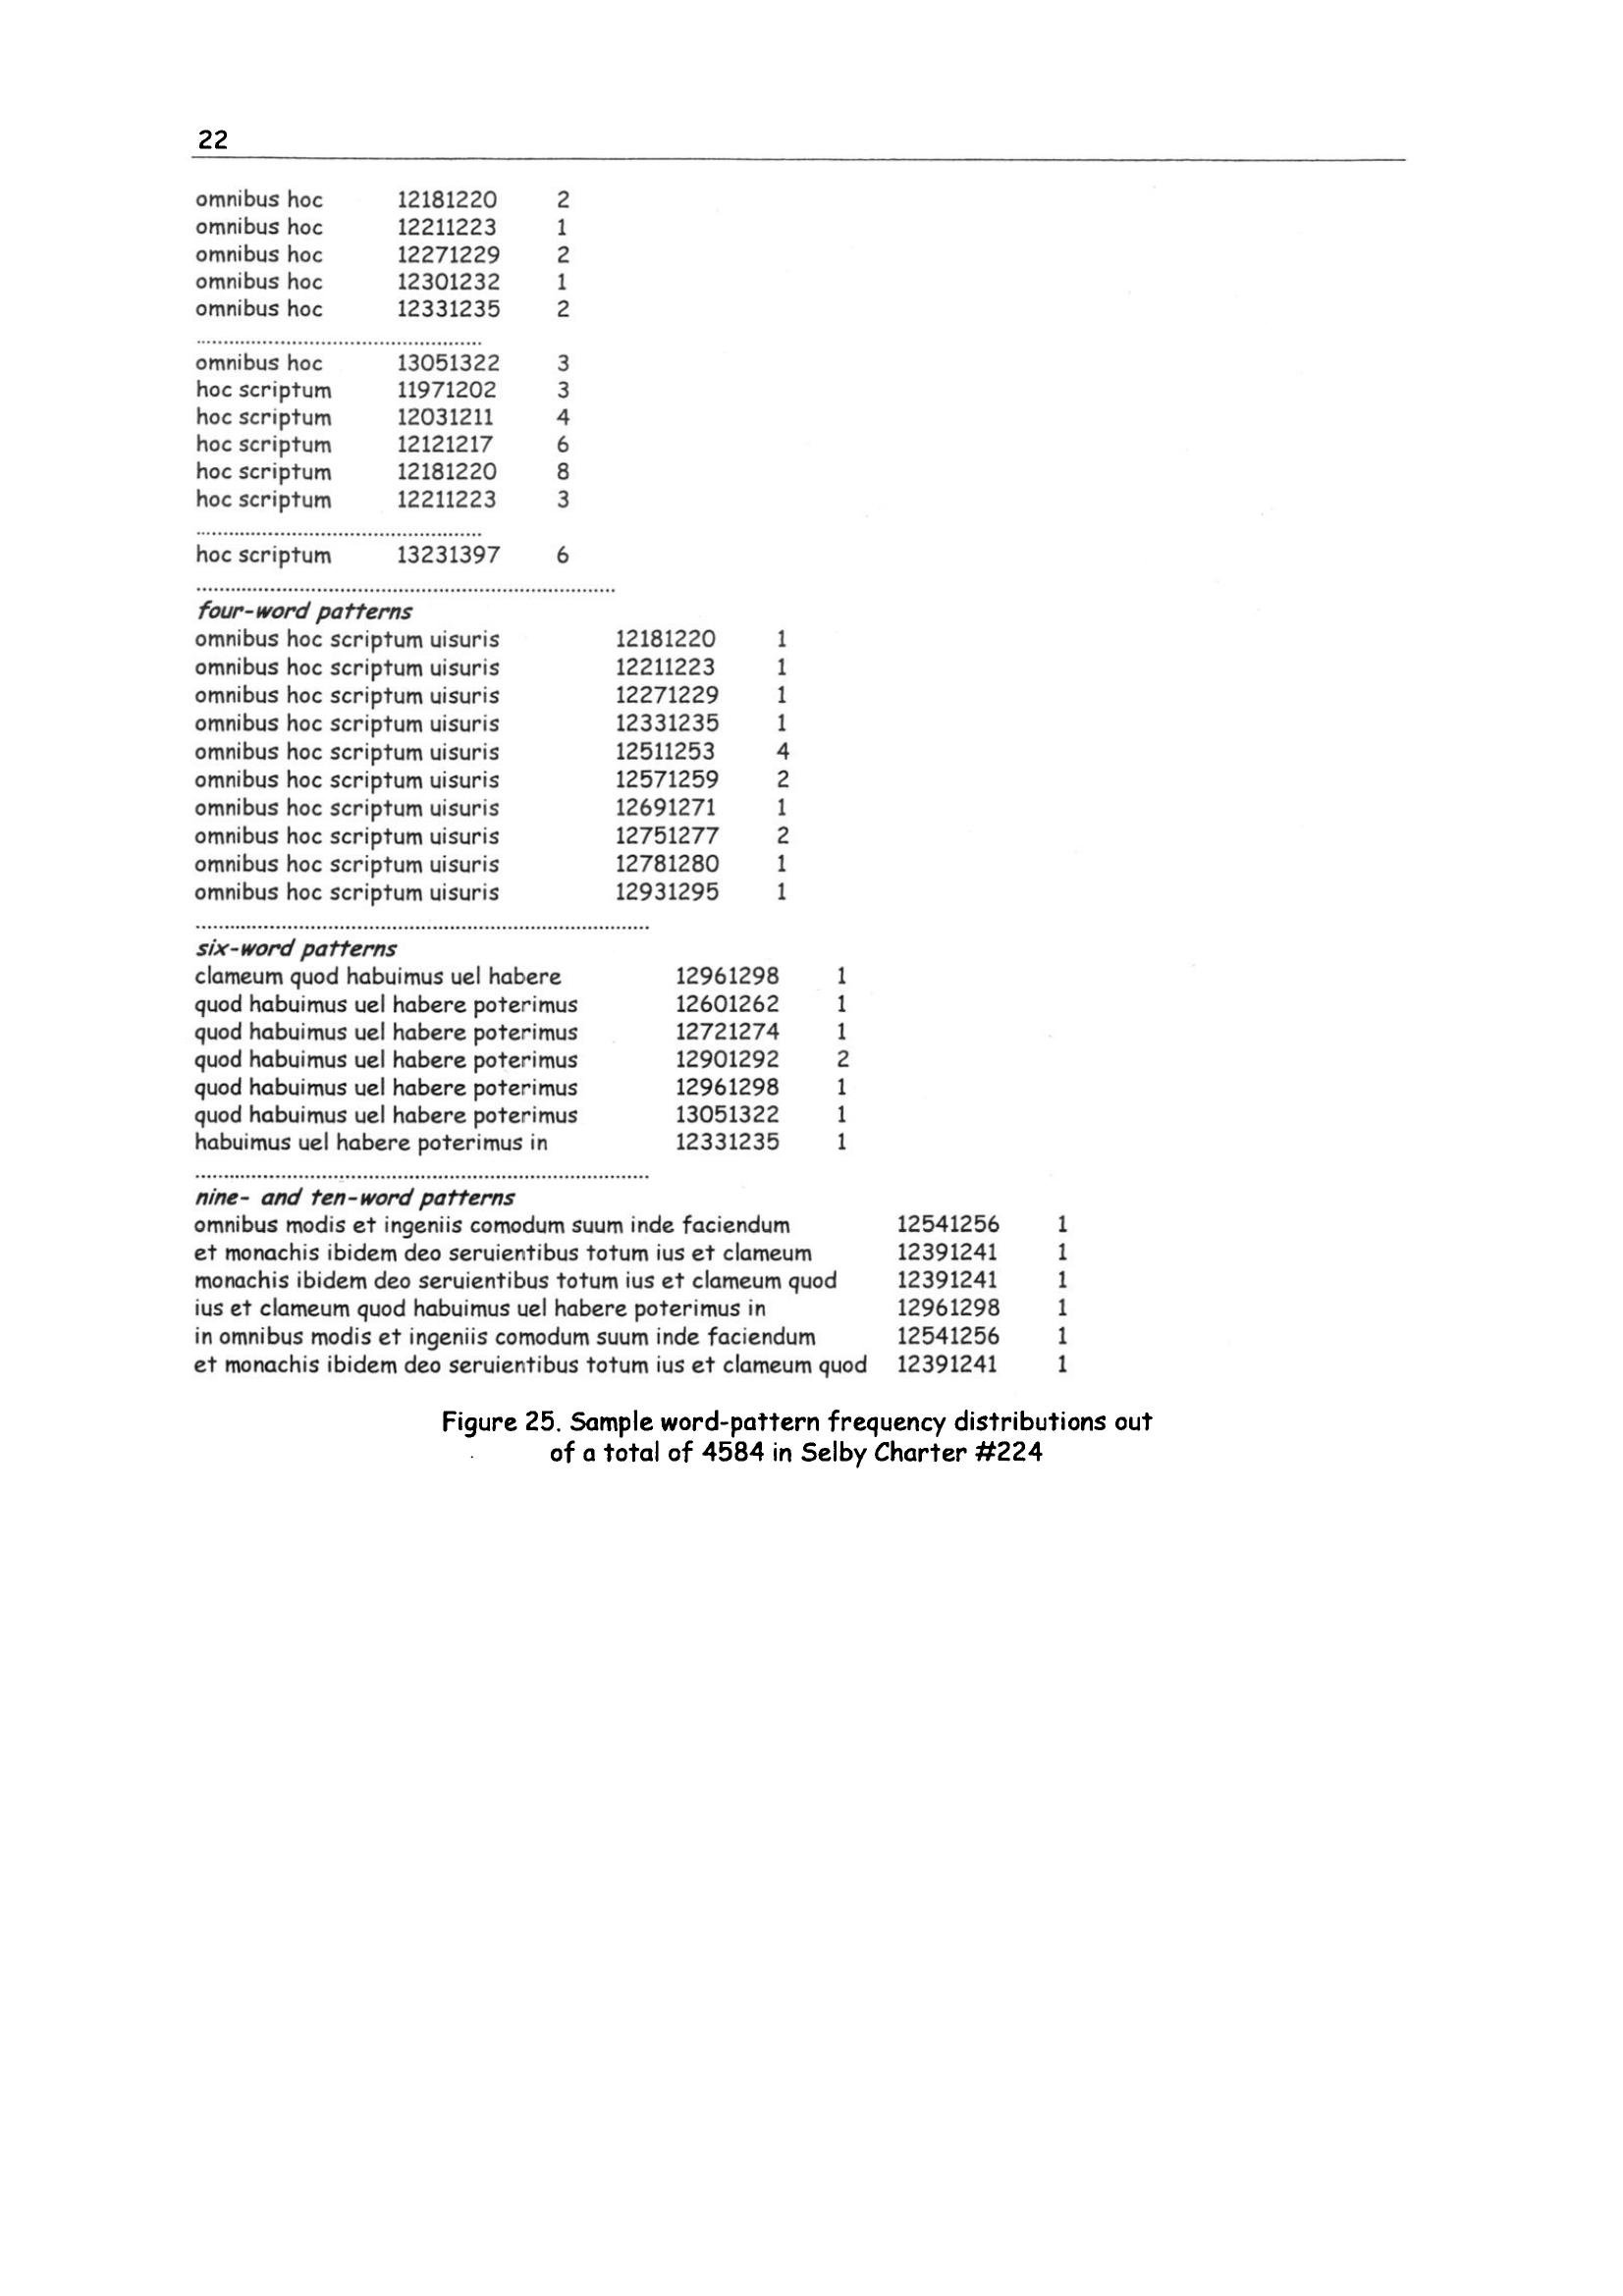 22
omnibus hoc 12181220 2
omnibus hoc 12211223 1
omnibus hoc 12271229 2
omnibus hoc 12301232 1
omnibus hoc 12331235 2
..................................................
omnibus hoc 13051322 3
hoc scriptum 11971202 3
hoc scriptum 12031211 4
hoc scriptum 12121217 6
hoc scriptum 12181220 8
hoc scriptum 12211223 3
..................................................
hoc scriptum 13231397 6
..........................................................................
four-word patterns
omnibus hoc scriptum uisuris 12181220 1
omnibus hoc scriptum uisuris 12211223 1
omnibus hoc scriptum uisuris 12271229 1
omnibus hoc scriptum uisuris 12331235 1
omnibus hoc scriptum uisuris 12511253 4
omnibus hoc scriptum uisuris 12571259 2
omnibus hoc scriptum uisuris 12691271 1
omnibus hoc scriptum uisuris 12751277 2
omnibus hoc scriptum uisuris 12781280 1
omnibus hoc scriptum uisuris 12931295 1
................................................................................
six-word patterns
clameum quod habuimus uel habere 12961298 1
quod habuimus uel habere poterimus 12601262 1
quod habuimus uel habere poterimus 12721274 1
quod habuimus uel habere poterimus 12901292 2
quod habuimus uel habere poterimus 12961298 1
quod habuimus uel habere poterimus 13051322 1
habuimus uel habere poterimus in 12331235 1
................................................................................
nine- and ten-word patterns
omnibus modis et ingeniis comodum suum inde faciendum 12541256 1
et monachis ibidem deo seruientibus totum ius et clameum 12391241 1
monachis ibidem deo seruientibus totum ius et clameum quod 12391241 1
ius et clameum quod habuimus uel habere poterimus in 12961298 1
in omnibus modis et ingeniis comodum suum inde faciendum 12541256 1
et monachis ibidem deo seruientibus totum ius et clameum quod 12391241 1
Figure 25. Sample word-pattern frequency distributions out
of a total of 4584 in Selby Charter #224